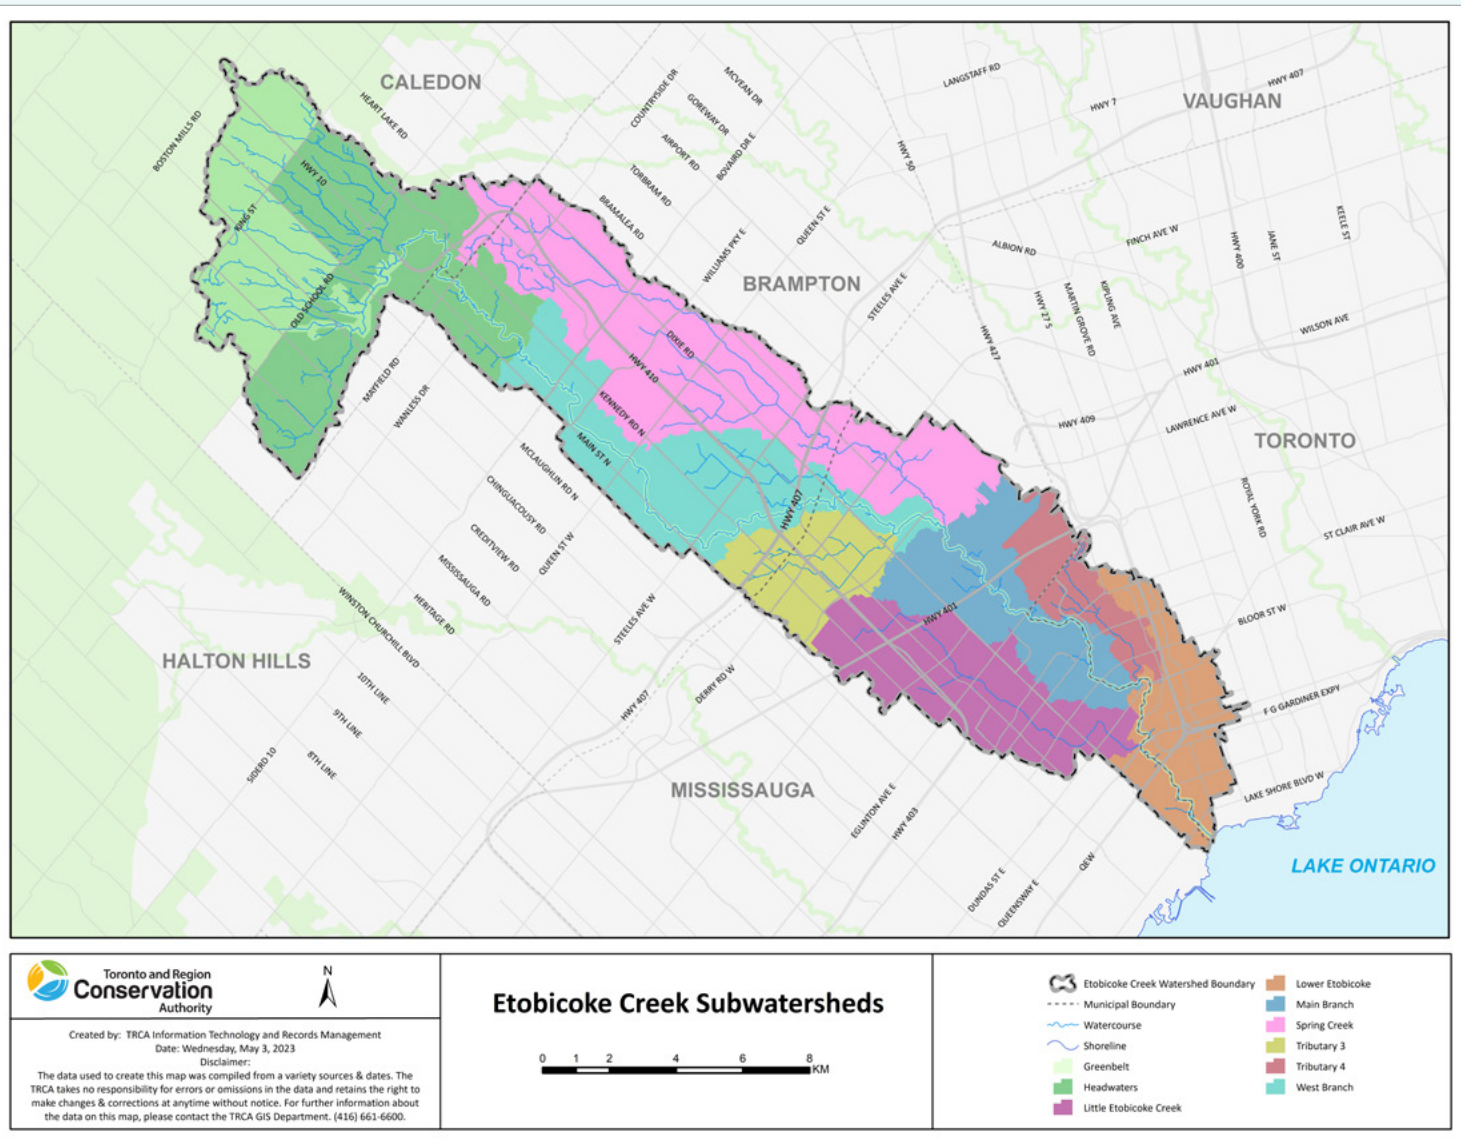 CALEDON
VAUGHAN
BRAMPTON
TORONTO
HALTON HILLS
MISSISSAUGA
LAKE ONTARIO
BOSTON MILLS RD
HEART LAKE RD
HWY 10
KING ST
OLD SCHOOL RD
MAYFIELD RD
WANLESS DR
COUNTRYSIDE DR
MCVEAN DR
GOREWAY DR
AIRPORT RD
BOVAIRD DR E
TORBRAM RD
BRAMALEA RD
WILLIAMS PKY E
QUEEN ST E
STEELES AVE E
HWY 50
LANGSTAFF RD
HWY 7
HWY 407
ALBION RD
FINCH AVE W
HWY 400
JANE ST
KEELE ST
HWY 27 S
MARTIN GROVE RD
KIPLING AVE
HWY 427
WILSON AVE
HWY 401
HWY 409
LAWRENCE AVE W
ROYAL YORK RD
ST CLAIR AVE W
BLOOR ST W
F G GARDINER EXPY
LAKE SHORE BLVD W
DIXIE RD
HWY 410
KENNEDY RD N
MAIN ST N
HWY 407
HWY 401
MCLAUGHLIN RD N
CHINGUACOUSY RD
CREDITVIEW RD
QUEEN ST W
MISSISSAUGA RD
HERITAGE RD
WINSTON CHURCHILL BLVD
STEELES AVE W
10TH LINE
9TH LINE
8TH LINE
SIDERD 10
HWY 407
DERRY RD W
EGLINTON AVE E
HWY 403
DUNDAS ST E
QUEENSWAY E
QEW
Toronto and Region
Conservation
Authority
N
Created by: TRCA Information Technology and Records Management
Date: Wednesday, May 3, 2023
Disclaimer:
The data used to create this map was compiled from a variety sources & dates. The
TRCA takes no responsibility for errors or omissions in the data and retains the right to
make changes & corrections at anytime without notice. For further information about
the data on this map, please contact the TRCA GIS Department. (416) 661-6600.
Etobicoke Creek Subwatersheds
0 1 2 4 6 8
KM
Etobicoke Creek Watershed Boundary
Municipal Boundary
Watercourse
Shoreline
Greenbelt
Headwaters
Little Etobicoke Creek
Lower Etobicoke
Main Branch
Spring Creek
Tributary 3
Tributary 4
West Branch